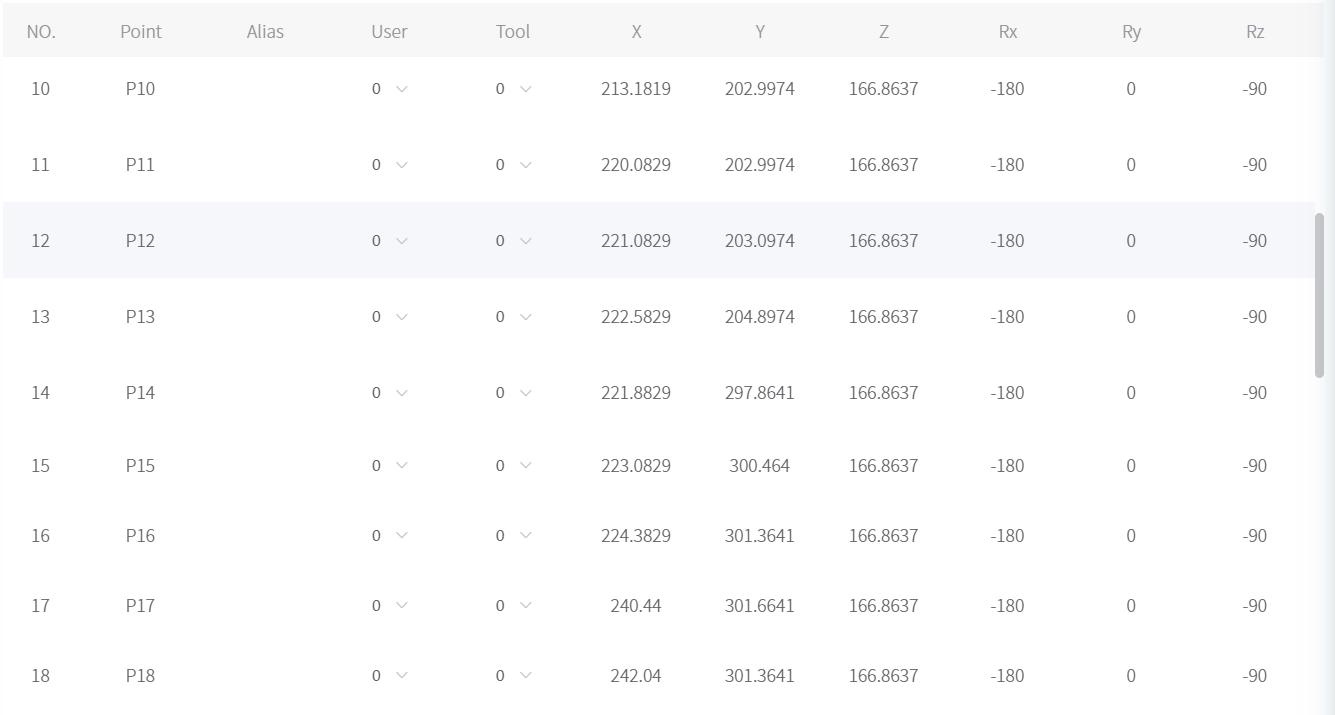 NO. Point Alias User Tool X Y Z Rx Ry Rz
10 P10 0 0 213.1819 202.9974 166.8637 -180 0 -90
11 P11 0 0 220.0829 202.9974 166.8637 -180 0 -90
12 P12 0 0 221.0829 203.0974 166.8637 -180 0 -90
13 P13 0 0 222.5829 204.8974 166.8637 -180 0 -90
14 P14 0 0 221.8829 297.8641 166.8637 -180 0 -90
15 P15 0 0 223.0829 300.464 166.8637 -180 0 -90
16 P16 0 0 224.3829 301.3641 166.8637 -180 0 -90
17 P17 0 0 240.44 301.6641 166.8637 -180 0 -90
18 P18 0 0 242.04 301.3641 166.8637 -180 0 -90